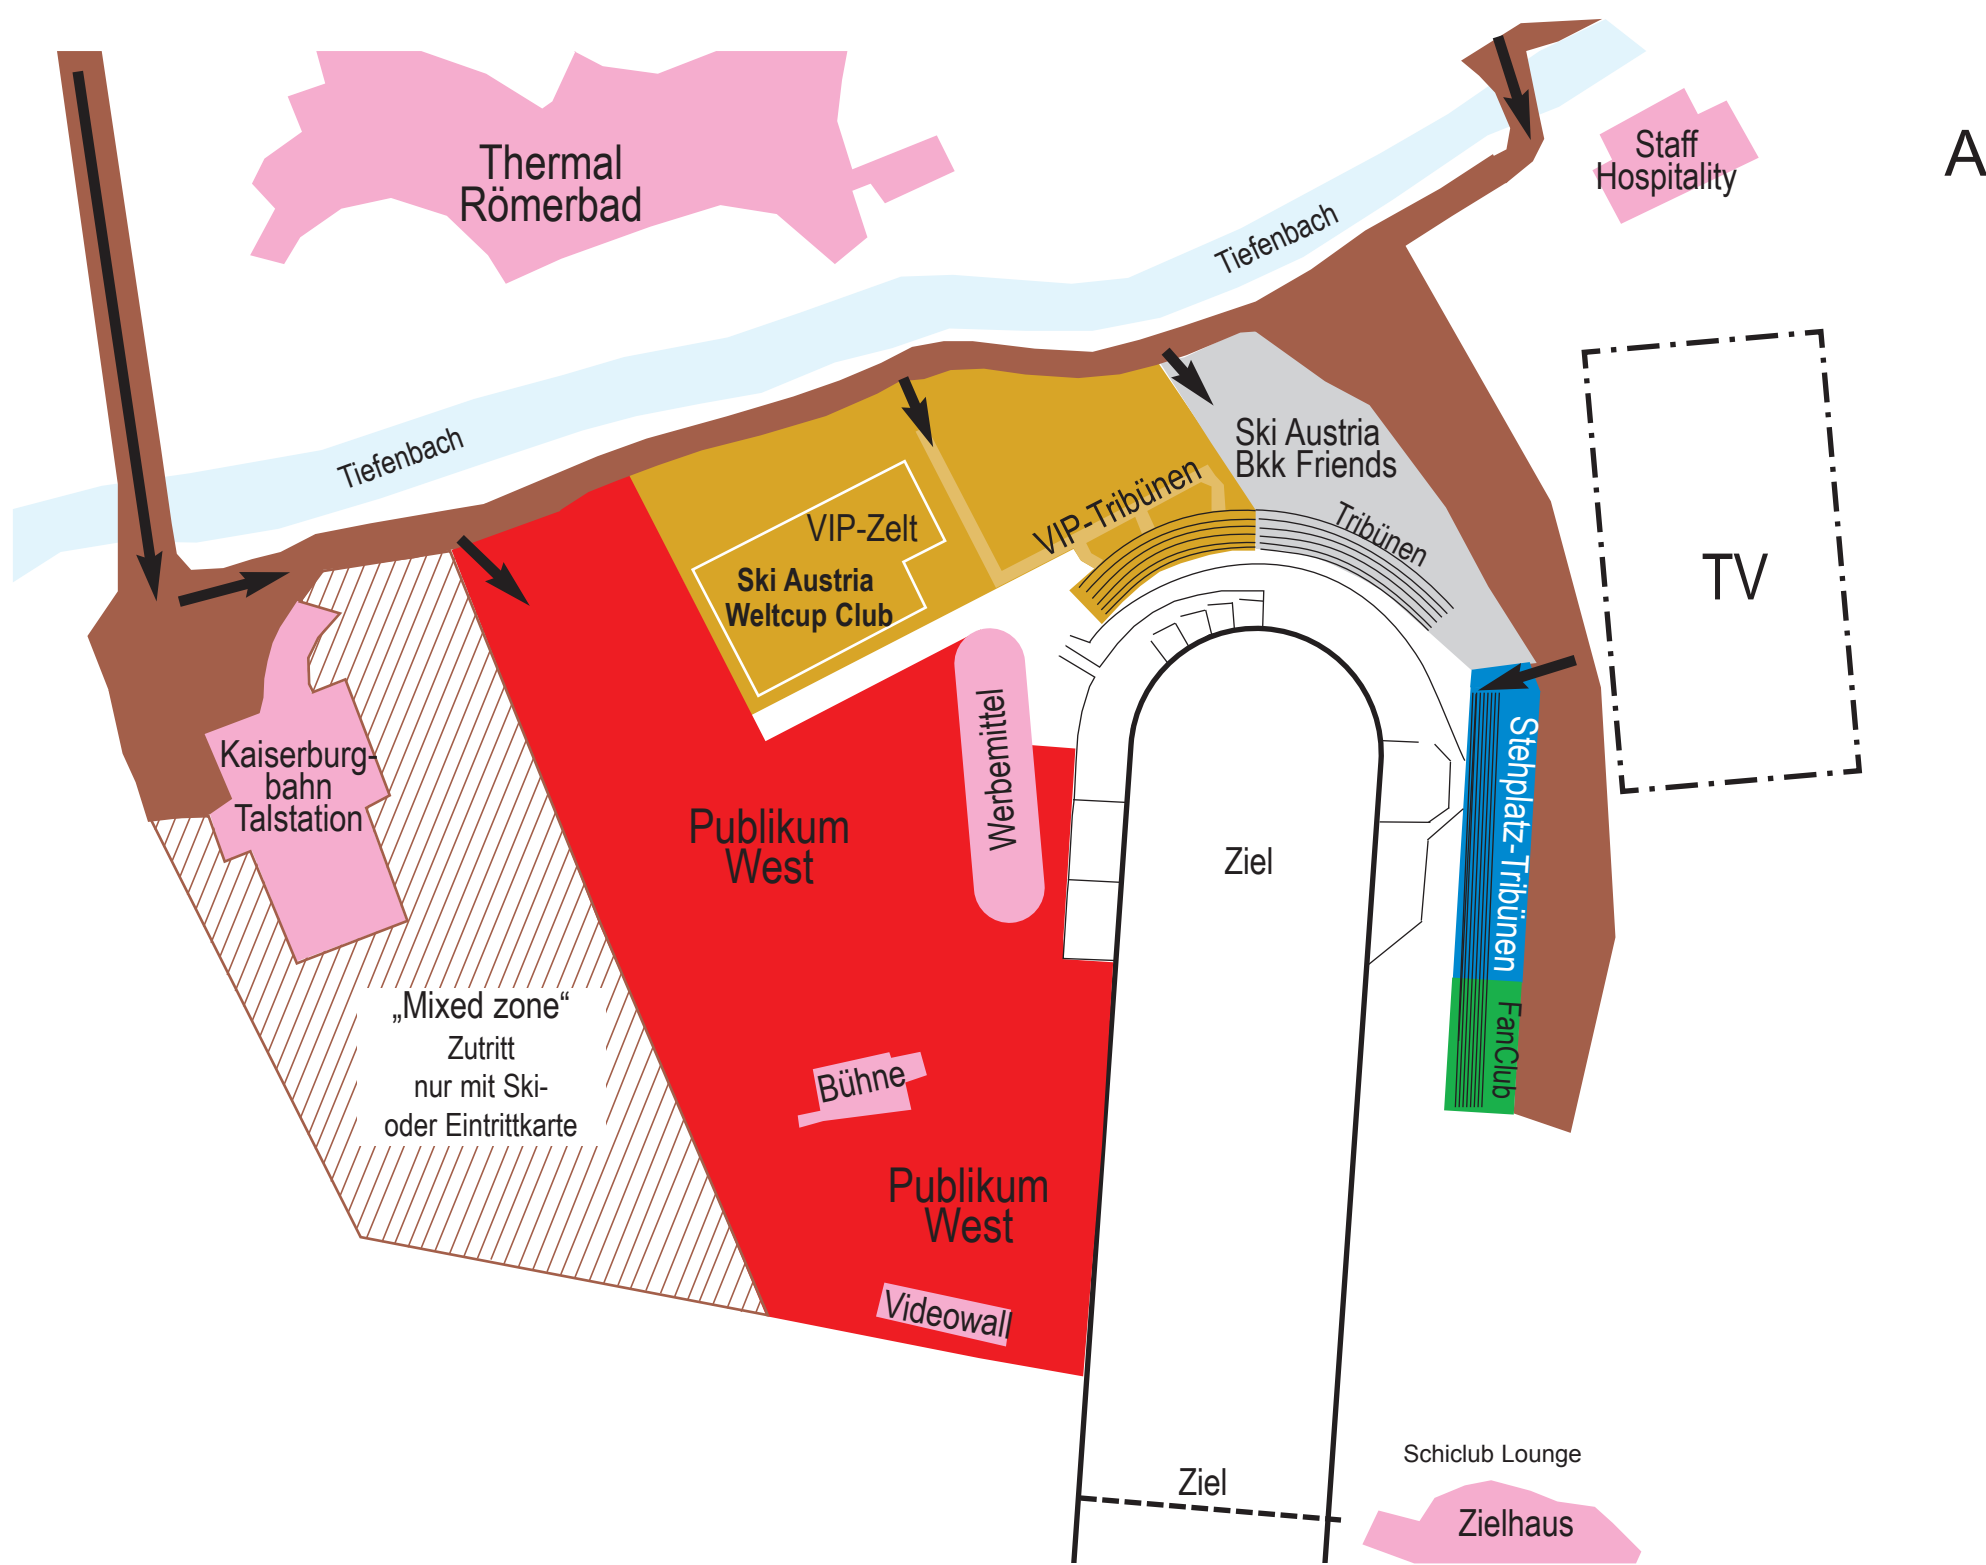 Thermal
Römerbad
Staff
Hospitality
A
Tiefenbach
Tiefenbach
Ski Austria
Bkk Friends
Tribünen
VIP-Tribünen
VIP-Zelt
Ski Austria
Weltcup Club
TV
Kaiserburg-
bahn
Talstation
Werbemittel
Publikum
West
Ziel
Stehplatz-Tribünen
FanClub
„Mixed zone“
Zutritt
nur mit Ski-
oder Eintrittkarte
Bühne
Publikum
West
Videowall
Schiclub Lounge
Ziel
Zielhaus